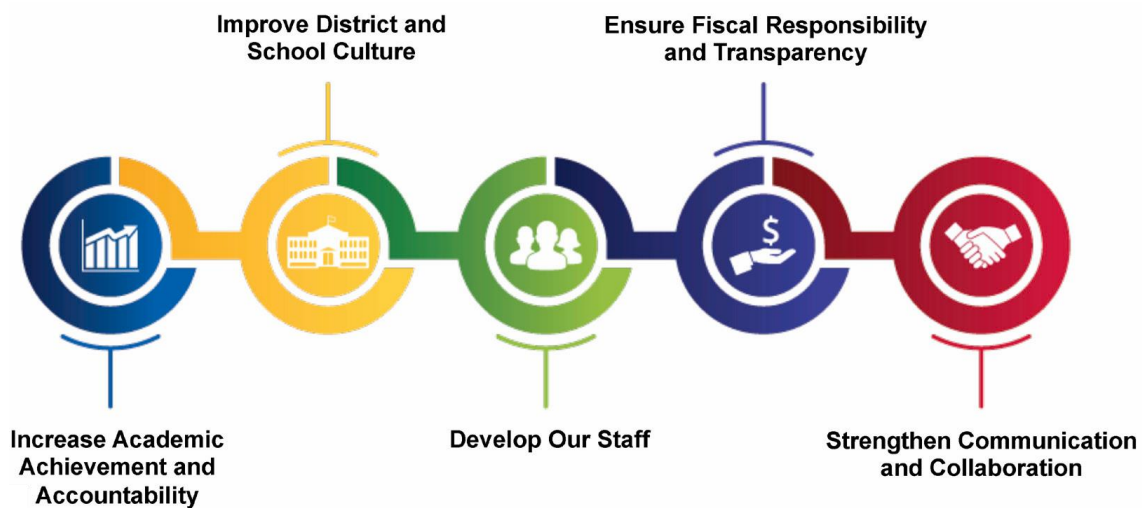 Improve District and
School Culture
Ensure Fiscal Responsibility
and Transparency
$
Increase Academic
Achievement and
Accountability
Develop Our Staff
Strengthen Communication
and Collaboration